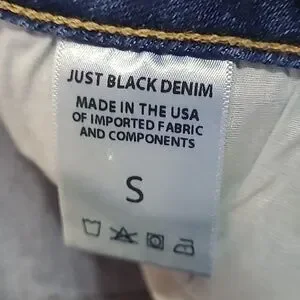 JUST BLACK DENIM
MADE IN THE USA
OF IMPORTED FABRIC
AND COMPONENTS
S